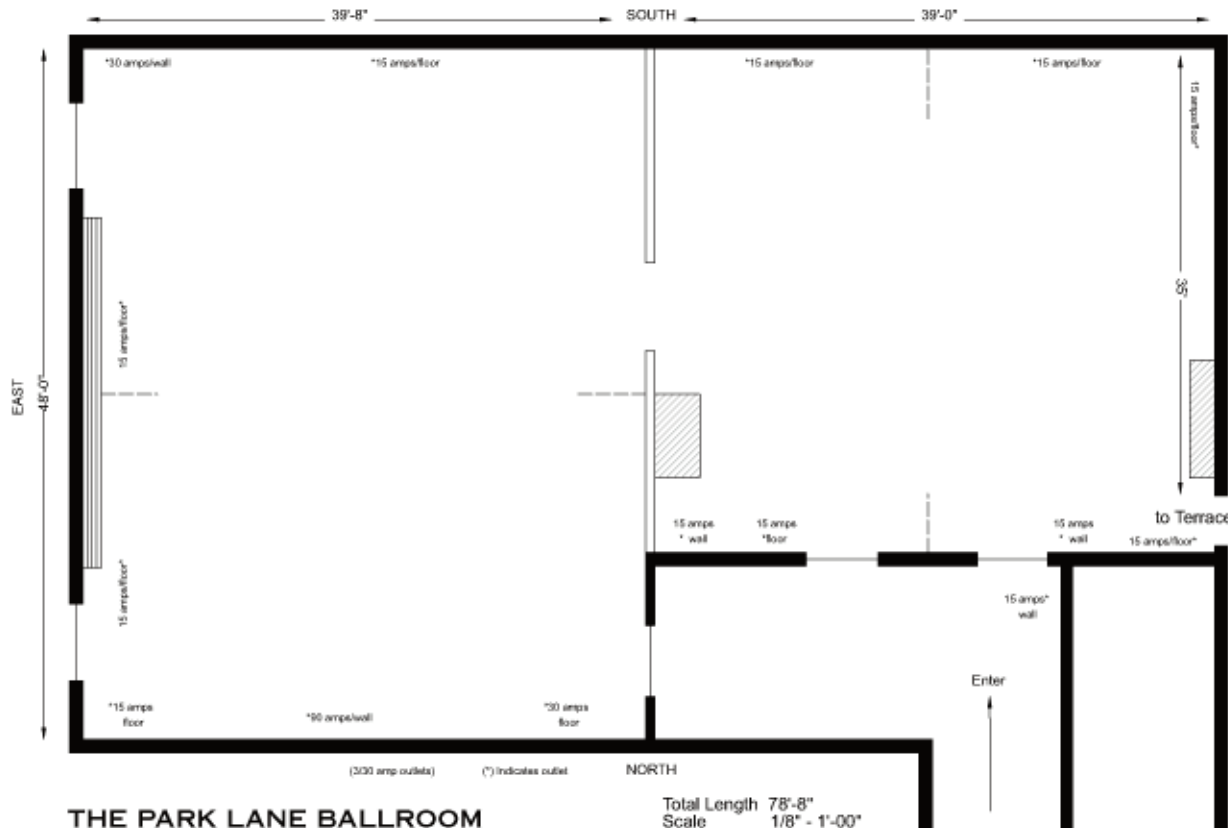 39'-8"
SOUTH
39'-0"
*30 amps/wall
*15 amps/floor
*15 amps/floor
*15 amps/floor
15 amps/floor*
15 amps/floor*
35'
EAST
48'-0"
15 amps
* wall
15 amps
*floor
15 amps
* wall
to Terrace
15 amps/floor*
15 amps/floor*
15 amps*
wall
Enter
*15 amps
floor
*90 amps/wall
*30 amps
floor
(3/30 amp outlets)
(*) Indicates outlet
NORTH
THE PARK LANE BALLROOM
Total Length 78'-8"
Scale 1/8" - 1'-00"